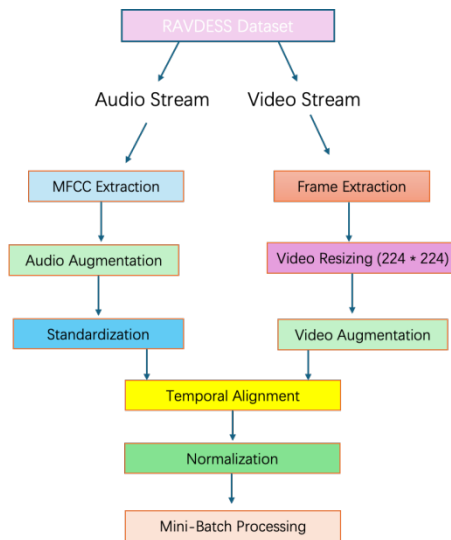 RAVDESS Dataset
Audio Stream
Video Stream
MFCC Extraction
Frame Extraction
Audio Augmentation
Video Resizing (224 * 224)
Standardization
Video Augmentation
Temporal Alignment
Normalization
Mini-Batch Processing